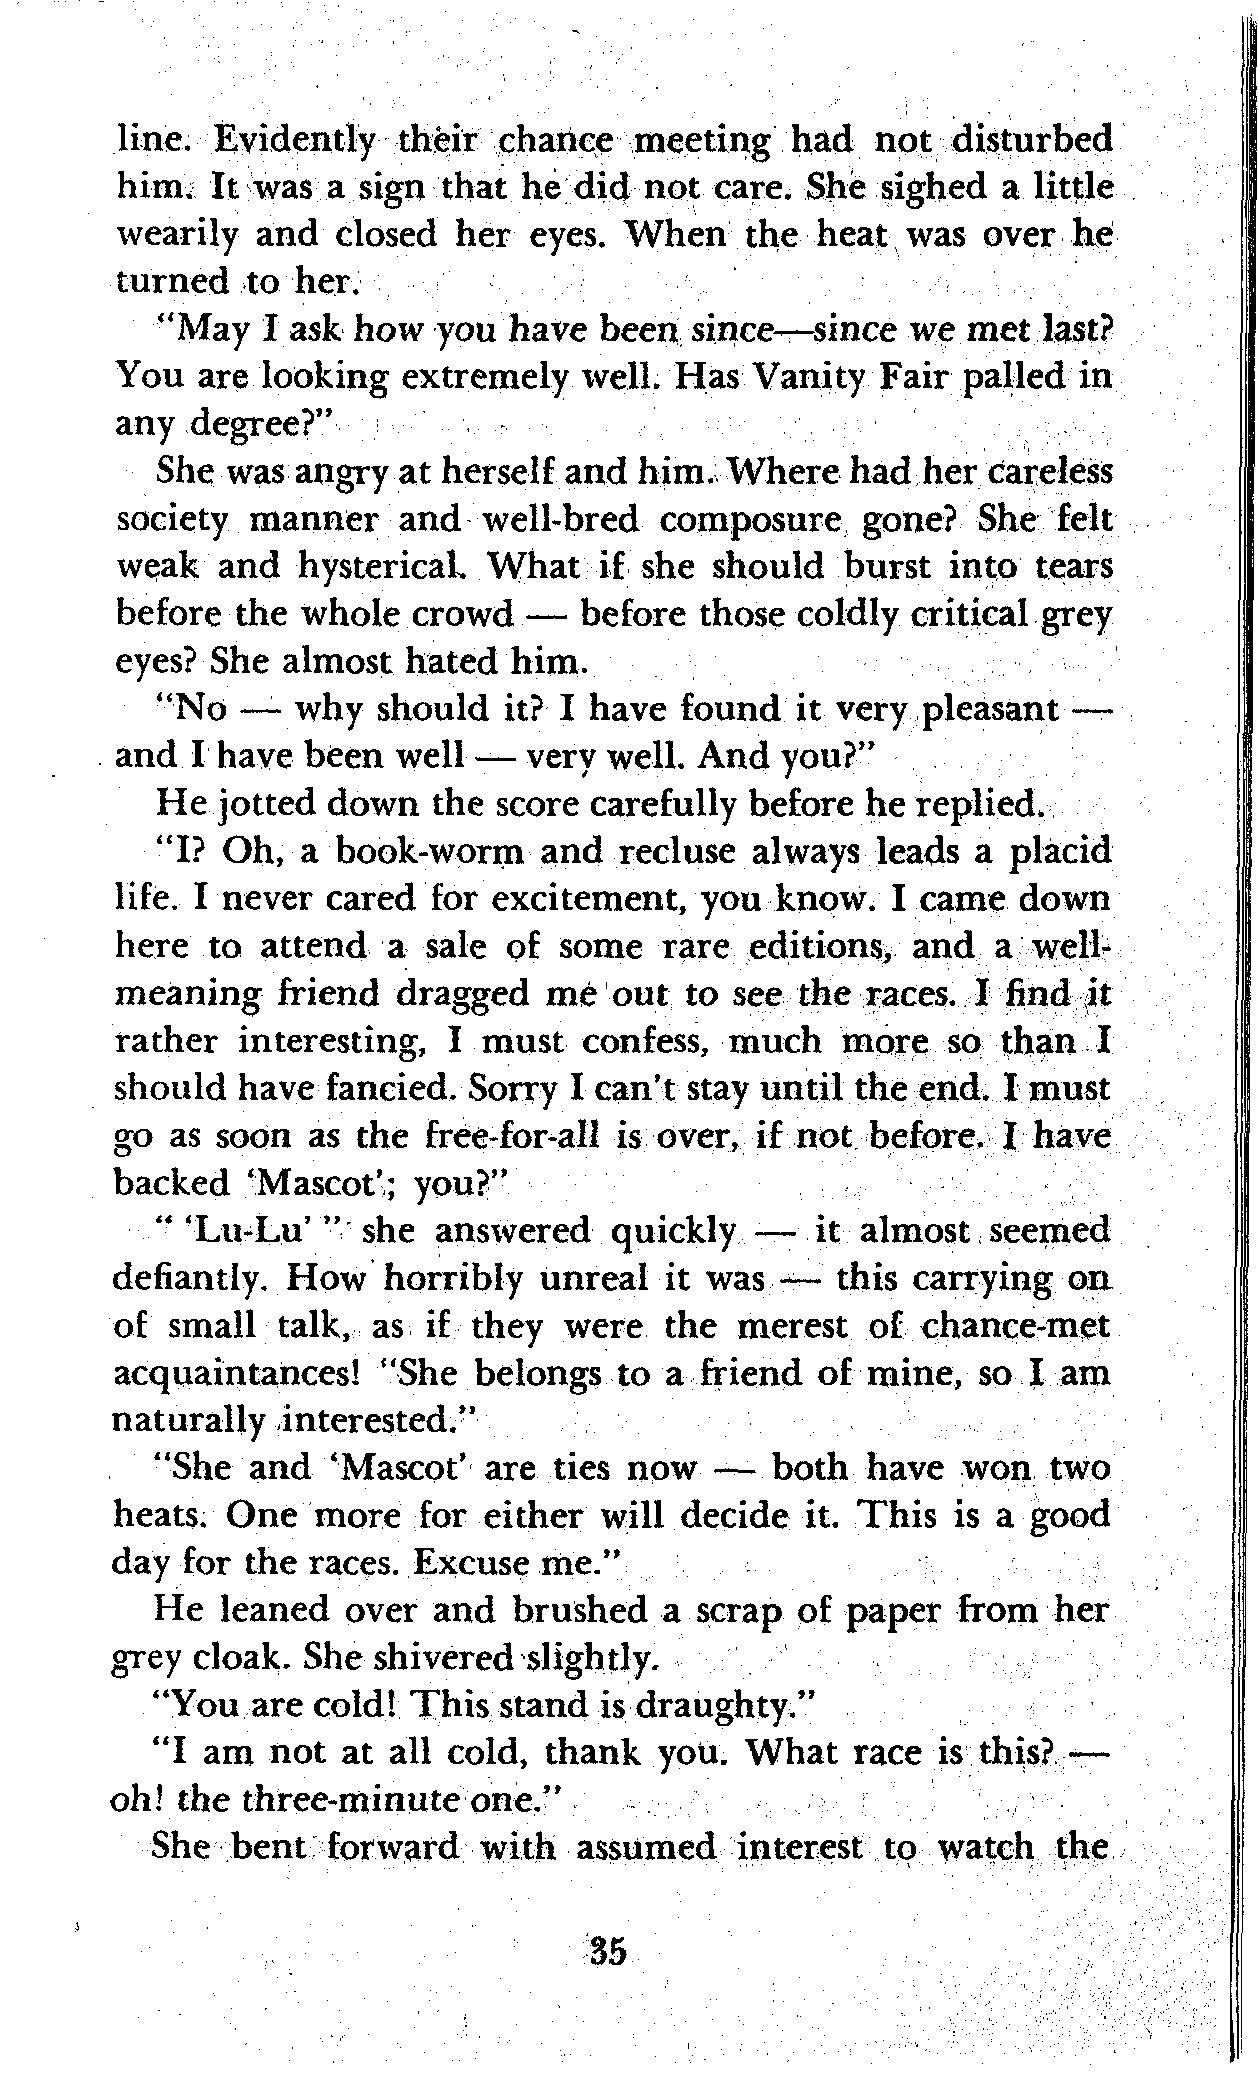 line. Evidently their chance meeting had not disturbed
him. It was a sign that he did not care. She sighed a little
wearily and closed her eyes. When the heat was over he
turned to her.
“May I ask how you have been since—since we met last?
You are looking extremely well. Has Vanity Fair palled in
any degree?”
She was angry at herself and him. Where had her careless
society manner and well-bred composure gone? She felt
weak and hysterical. What if she should burst into tears
before the whole crowd — before those coldly critical grey
eyes? She almost hated him.
“No — why should it? I have found it very pleasant —
and I have been well — very well. And you?”
He jotted down the score carefully before he replied.
“I? Oh, a book-worm and recluse always leads a placid
life. I never cared for excitement, you know. I came down
here to attend a sale of some rare editions, and a well-
meaning friend dragged me out to see the races. I find it
rather interesting, I must confess, much more so than I
should have fancied. Sorry I can't stay until the end. I must
go as soon as the free-for-all is over, if not before. I have
backed ‘Mascot’; you?”
“ ‘Lu-Lu’ ” she answered quickly — it almost seemed
defiantly. How horribly unreal it was — this carrying on
of small talk, as if they were the merest of chance-met
acquaintances! “She belongs to a friend of mine, so I am
naturally interested.”
“She and ‘Mascot’ are ties now — both have won two
heats. One more for either will decide it. This is a good
day for the races. Excuse me.”
He leaned over and brushed a scrap of paper from her
grey cloak. She shivered slightly.
“You are cold! This stand is draughty.”
“I am not at all cold, thank you. What race is this? —
oh! the three-minute one.”
She bent forward with assumed interest to watch the
35